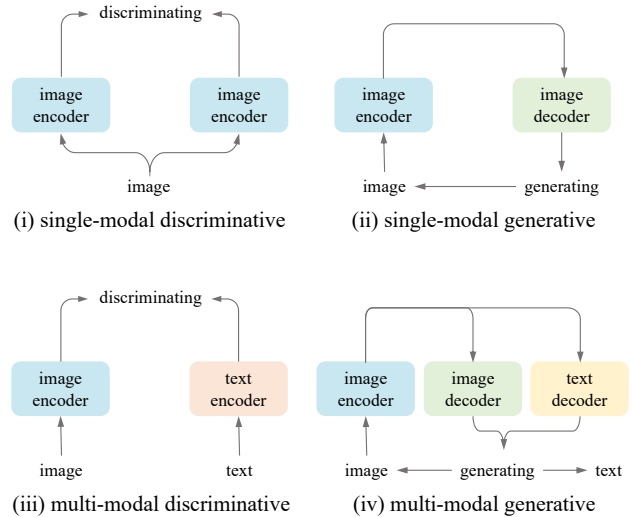 discriminating
image
encoder
image
encoder
image
(i) single-modal discriminative
image
encoder
image
decoder
image
generating
(ii) single-modal generative
discriminating
image
encoder
text
encoder
image
text
(iii) multi-modal discriminative
image
encoder
image
decoder
text
decoder
image
generating
text
(iv) multi-modal generative